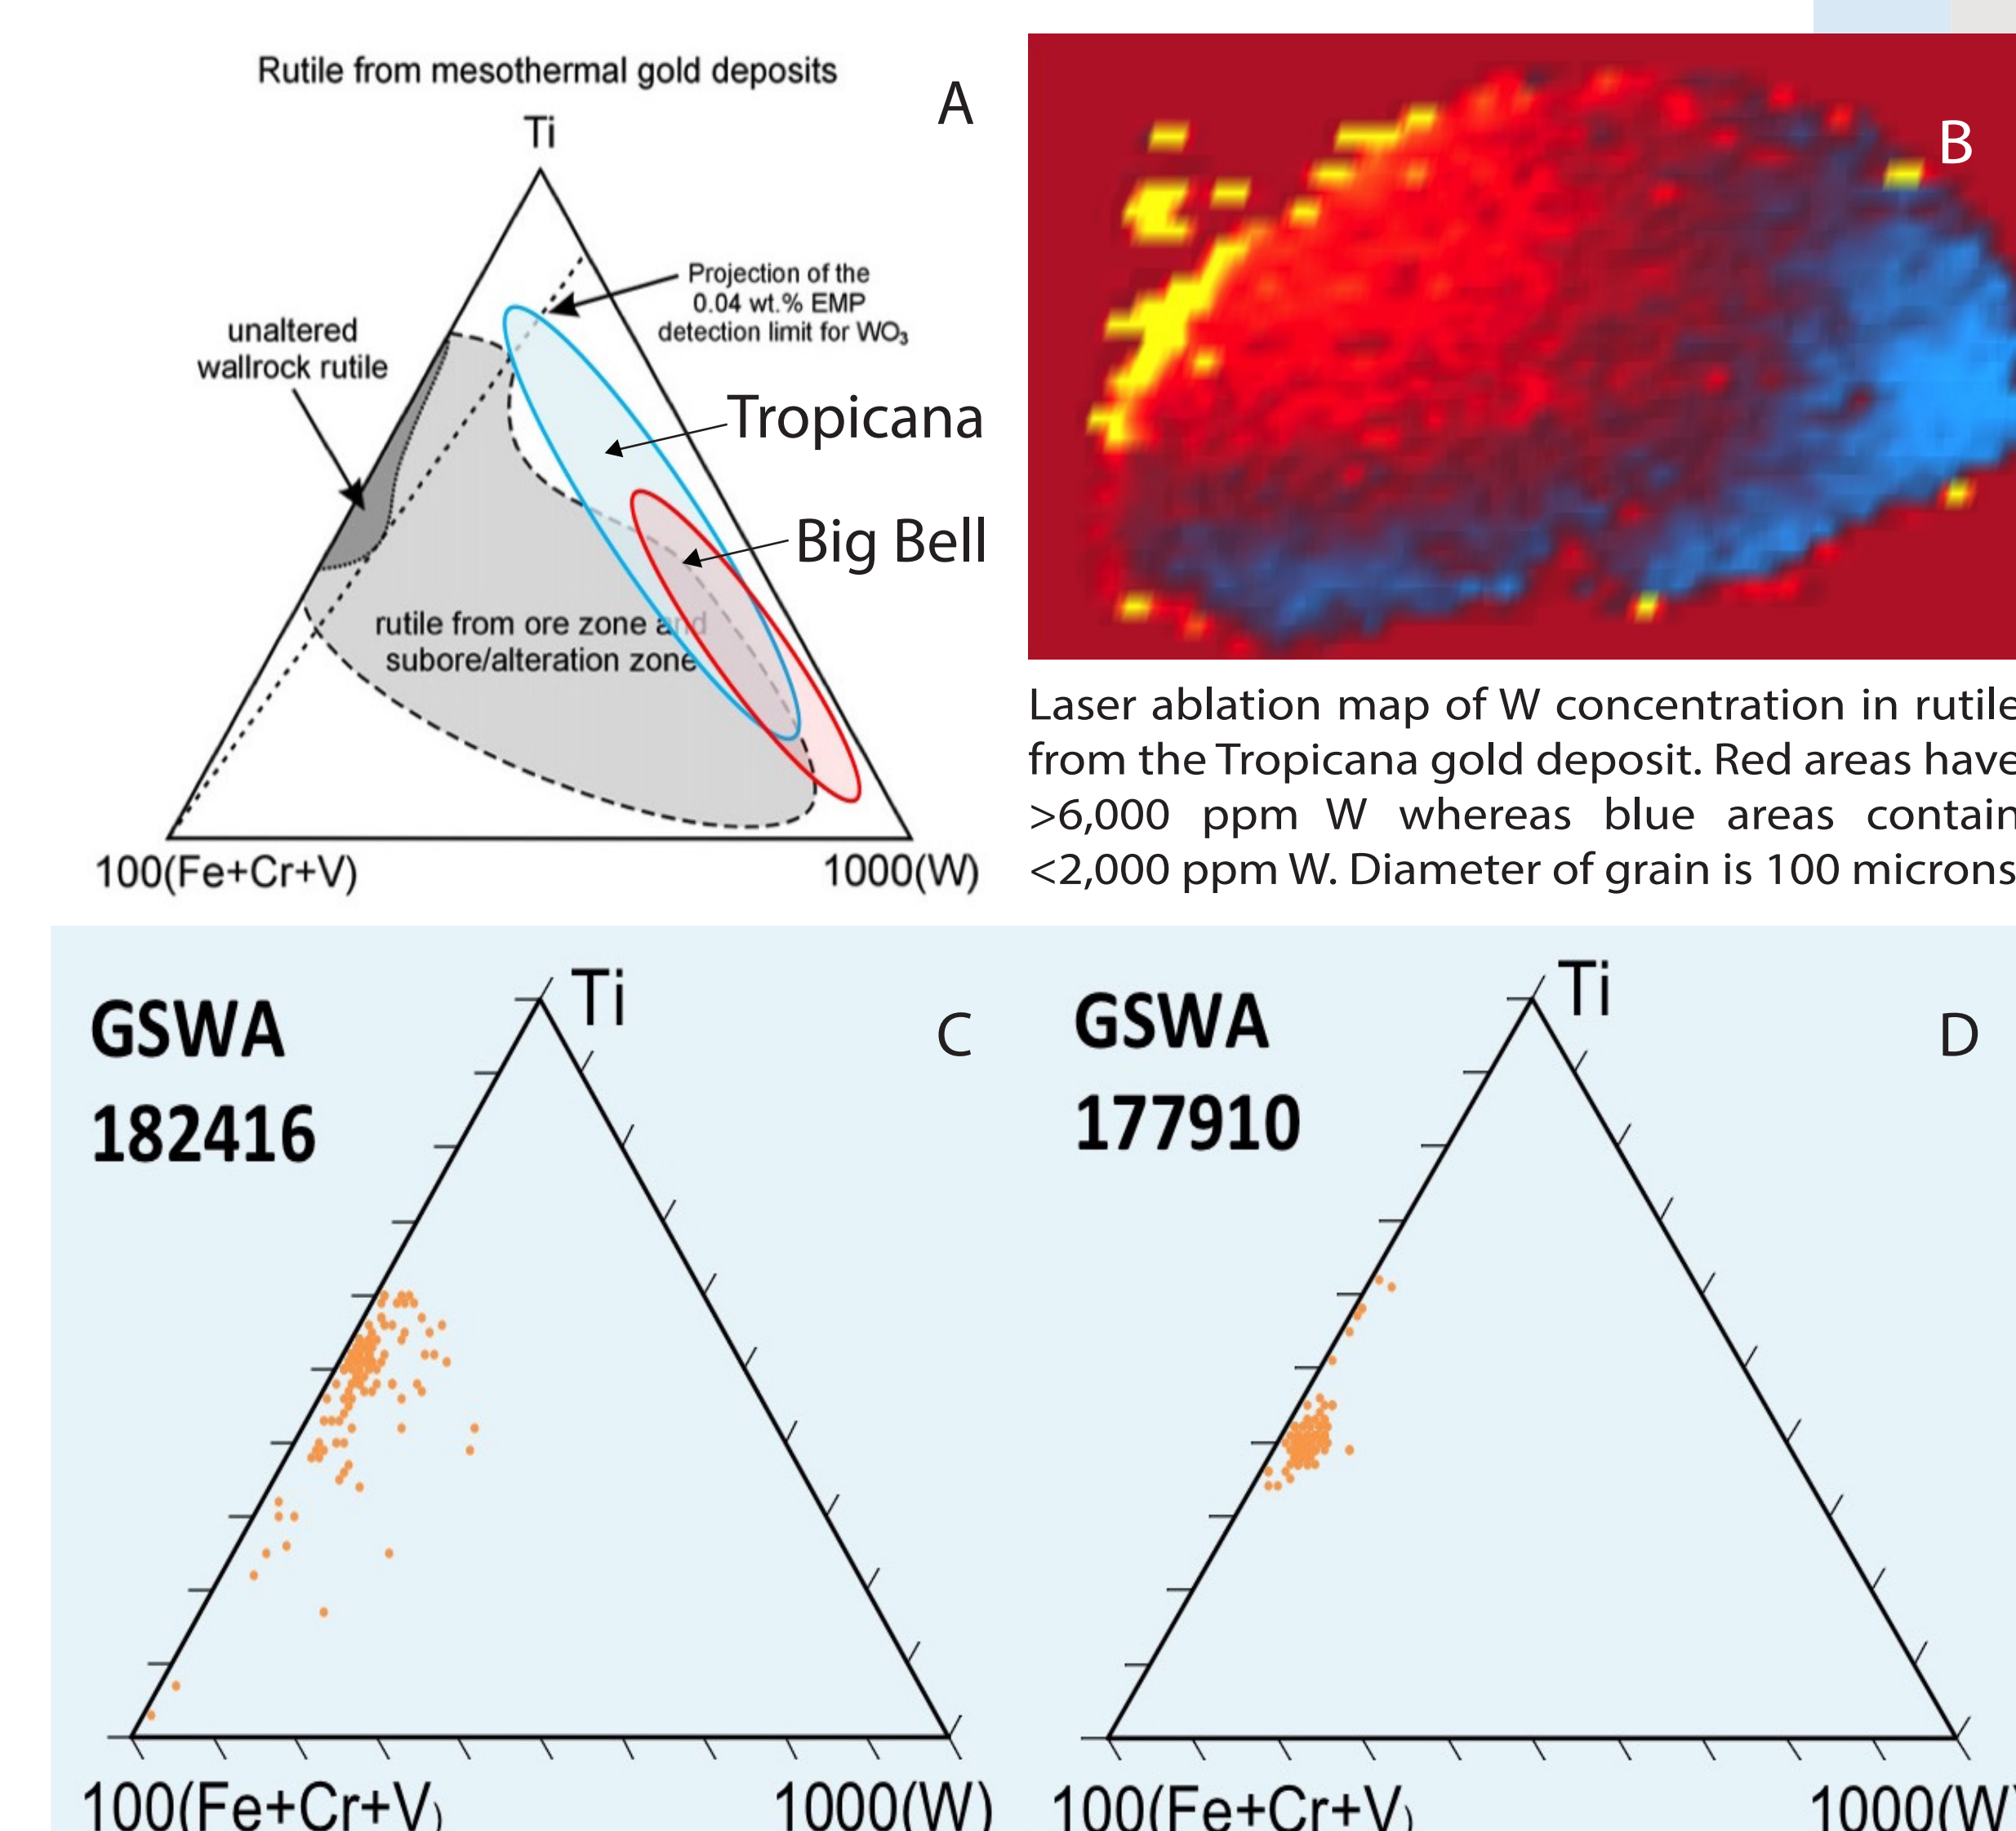 Rutile from mesothermal gold deposits
A
Ti
Projection of the
0.04 wt.% EMP
detection limit for WO₃
unaltered
wallrock rutile
Tropicana
Big Bell
rutile from ore zone and
subore/alteration zone
100(Fe+Cr+V)
1000(W)
B
Laser ablation map of W concentration in rutile
from the Tropicana gold deposit. Red areas have
>6,000 ppm W whereas blue areas contain
<2,000 ppm W. Diameter of grain is 100 microns
GSWA
182416
Ti
C
100(Fe+Cr+V)
1000(W)
GSWA
177910
Ti
D
100(Fe+Cr+V)
1000(W)